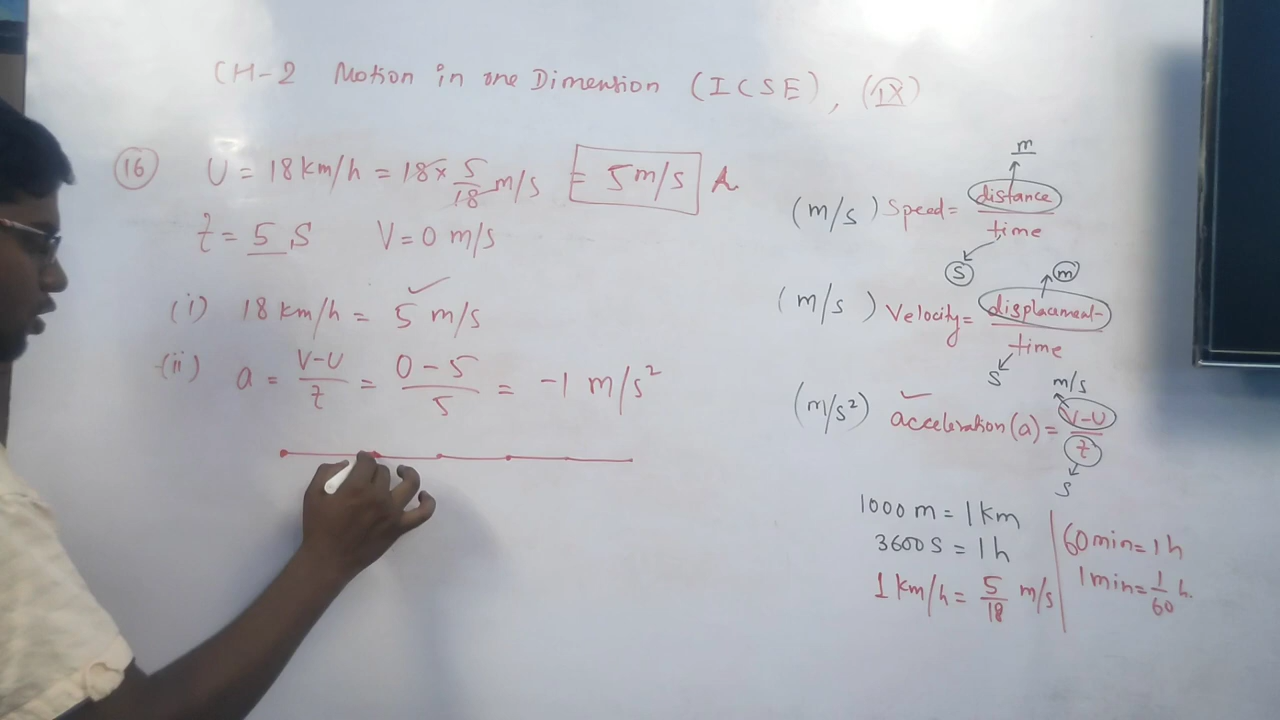 CH-2 Motion in one Dimension (ICSE), (IX)
(16) U = 18 km/h = 18 × 5/18 m/s = 5 m/s A
t = 5 S V = 0 m/s
(i) 18 km/h = 5 m/s ✓
(ii) a = V-U/t = 0-5/5 = -1 m/s²
m
(m/s) Speed = distance/time
S
m
(m/s) Velocity = displacement/time
S
m/s
(m/s²) ✓ acceleration (a) = V-U/t
S
1000 m = 1 Km
3600 S = 1 h
1 km/h = 5/18 m/s
60 min = 1 h
1 min = 1/60 h.